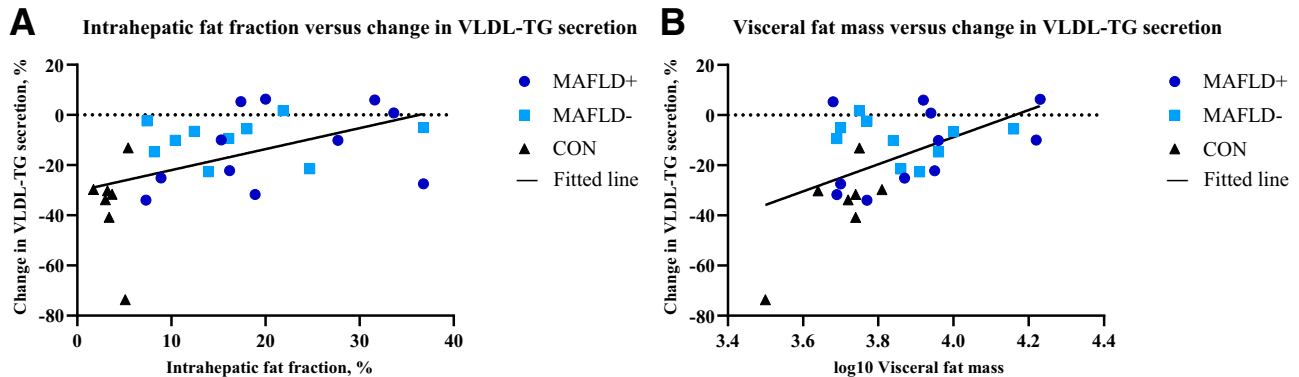 A
Intrahepatic fat fraction versus change in VLDL-TG secretion
Change in VLDL-TG secretion, %
20
0
-20
-40
-60
-80
0
10
20
30
40
Intrahepatic fat fraction, %
MAFLD+
MAFLD-
CON
Fitted line
B
Visceral fat mass versus change in VLDL-TG secretion
Change in VLDL-TG secretion, %
20
0
-20
-40
-60
-80
3.4
3.6
3.8
4.0
4.2
4.4
log10 Visceral fat mass
MAFLD+
MAFLD-
CON
Fitted line